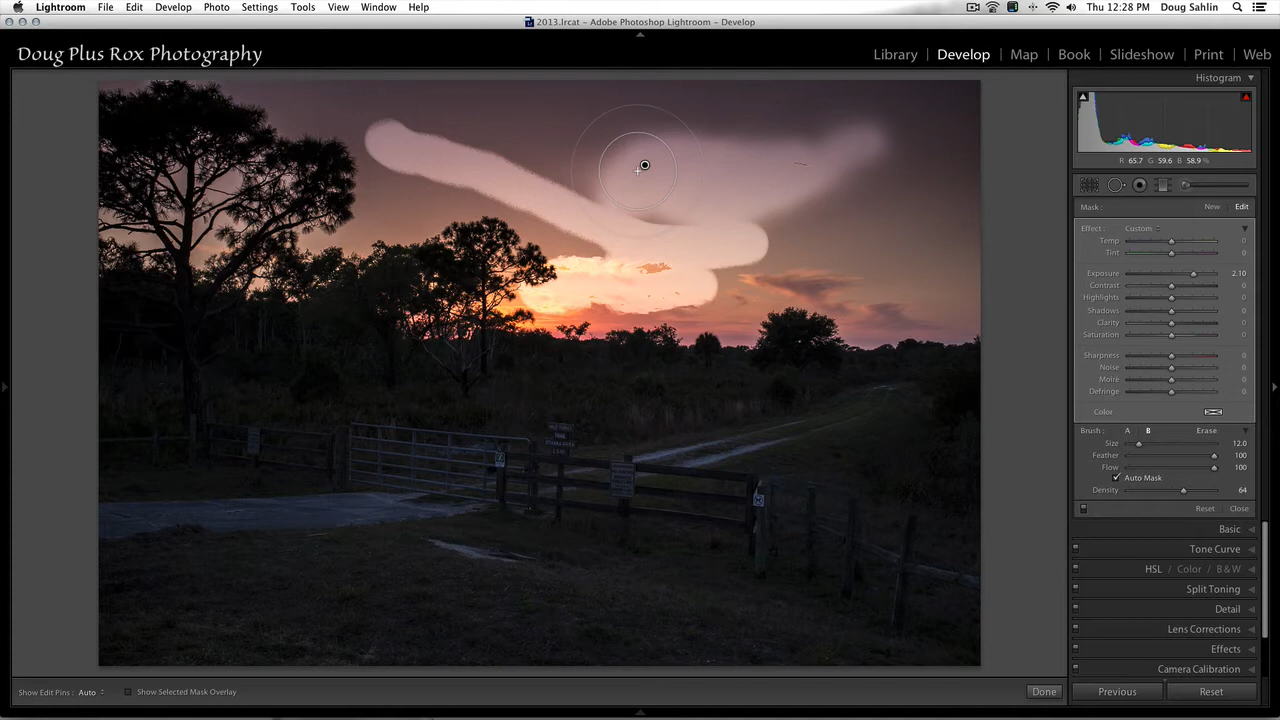 Lightroom File Edit Develop Photo Settings Tools View Window Help Thu 12:28 PM Doug Sahlin
2013.lrcat – Adobe Photoshop Lightroom – Develop
Doug Plus Rox Photography
Library | Develop | Map | Book | Slideshow | Print | Web
Histogram
R 65.7 G 59.6 B 58.9 %
Mask : New Edit
Effect : Custom
Temp 0
Tint 0
Exposure 2.10
Contrast 0
Highlights 0
Shadows 0
Clarity 0
Saturation 0
Sharpness 0
Noise 0
Moiré 0
Defringe 0
Color
Brush : A B Erase
Size 12.0
Feather 100
Flow 100
Auto Mask
Density 64
Reset Close
Basic
Tone Curve
HSL / Color / B & W
Split Toning
Detail
Lens Corrections
Effects
Camera Calibration
Show Edit Pins : Auto Show Selected Mask Overlay Done Previous Reset